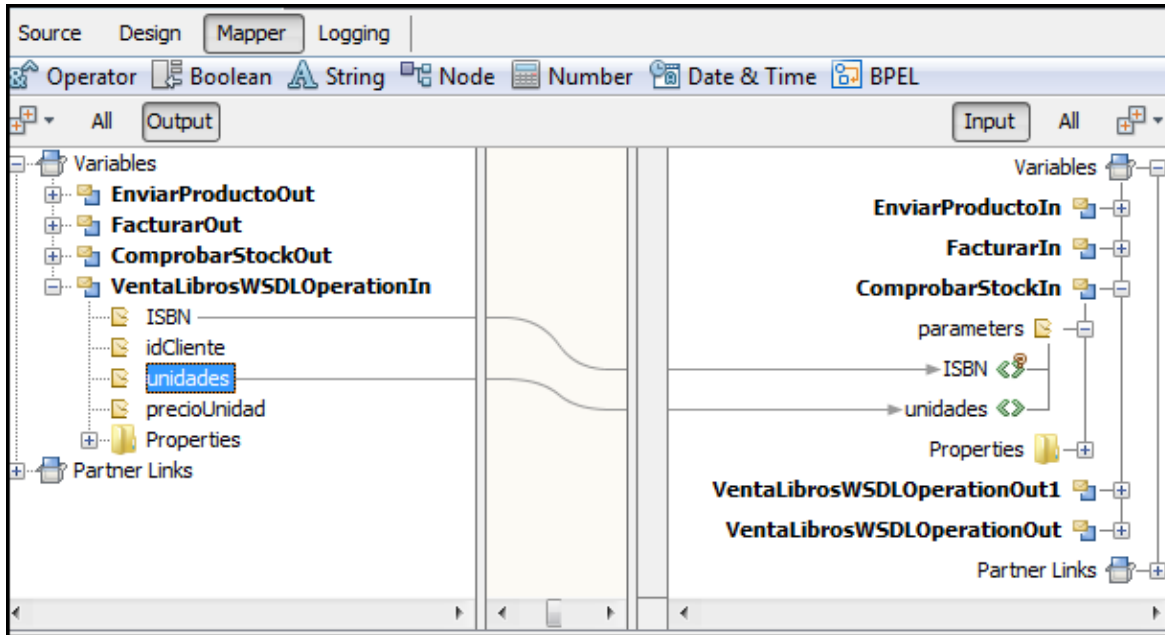 Source Design Mapper Logging
Operator Boolean String Node Number Date & Time BPEL
All Output Input All
Variables
EnviarProductoOut
FacturarOut
ComprobarStockOut
VentaLibrosWSDLOperationIn
ISBN
idCliente
unidades
precioUnidad
Properties
Partner Links
Variables
EnviarProductoIn
FacturarIn
ComprobarStockIn
parameters
ISBN
unidades
Properties
VentaLibrosWSDLOperationOut1
VentaLibrosWSDLOperationOut
Partner Links